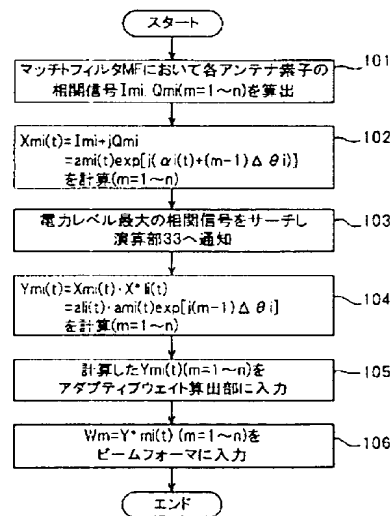 スタート
101
マッチトフィルタMFにおいて各アンテナ素子の
相関信号Imi, Qmi(m=1~n)を算出
102
Xmi(t)=Imi+jQmi
=ami(t)exp[j{αi(t)+(m-1)Δθi}]
を計算(m=1~n)
103
電力レベル最大の相関信号をサーチし
演算部33へ通知
104
Ymi(t)=Xmi(t)·X*li(t)
=ali(t)·ami(t)exp[j(m-1)Δθi]
を計算(m=1~n)
105
計算したYmi(t)(m=1~n)を
アダプティブウェイト算出部に入力
106
Wm=Y*mi(t) (m=1~n)を
ビームフォーマに入力
エンド